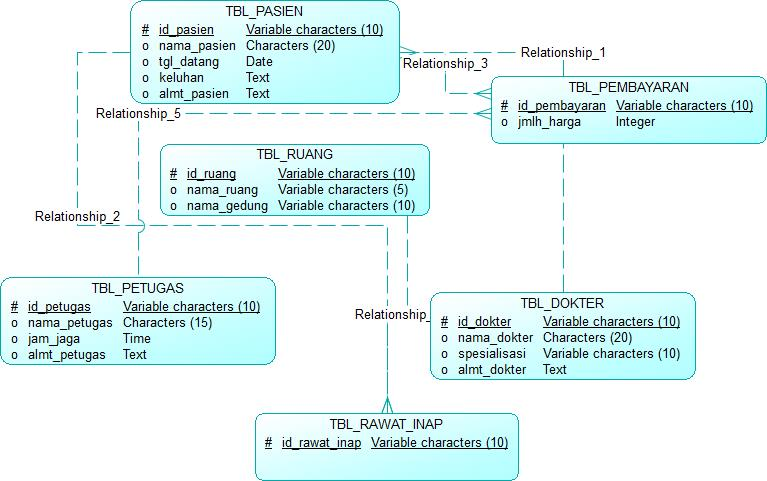 TBL_PASIEN
# id_pasien Variable characters (10)
o nama_pasien Characters (20)
o tgl_datang Date
o keluhan Text
o almt_pasien Text
Relationship_1
Relationship_3
TBL_PEMBAYARAN
# id_pembayaran Variable characters (10)
o jmlh_harga Integer
Relationship_5
TBL_RUANG
# id_ruang Variable characters (10)
o nama_ruang Variable characters (5)
o nama_gedung Variable characters (10)
Relationship_2
TBL_PETUGAS
# id_petugas Variable characters (10)
o nama_petugas Characters (15)
o jam_jaga Time
o almt_petugas Text
Relationship_
TBL_DOKTER
# id_dokter Variable characters (10)
o nama_dokter Characters (20)
o spesialisasi Variable characters (10)
o almt_dokter Text
TBL_RAWAT_INAP
# id_rawat_inap Variable characters (10)